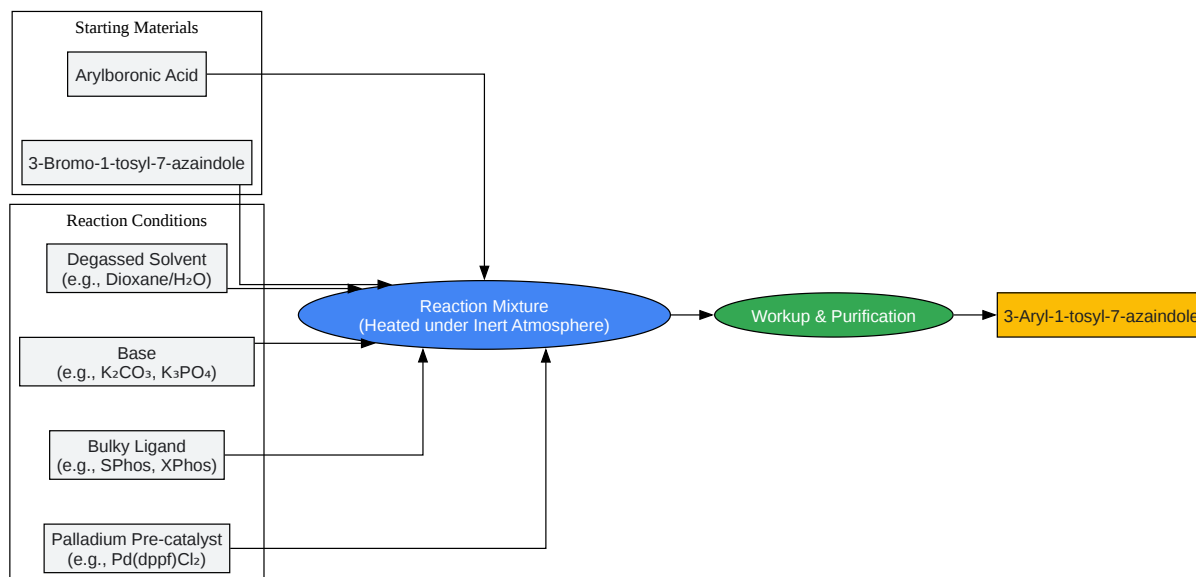 Starting Materials
Arylboronic Acid
3-Bromo-1-tosyl-7-azaindole
Reaction Conditions
Degassed Solvent
(e.g., Dioxane/H₂O)
Base
(e.g., K₂CO₃, K₃PO₄)
Bulky Ligand
(e.g., SPhos, XPhos)
Palladium Pre-catalyst
(e.g., Pd(dppf)Cl₂)
Reaction Mixture
(Heated under Inert Atmosphere)
Workup & Purification
3-Aryl-1-tosyl-7-azaindole